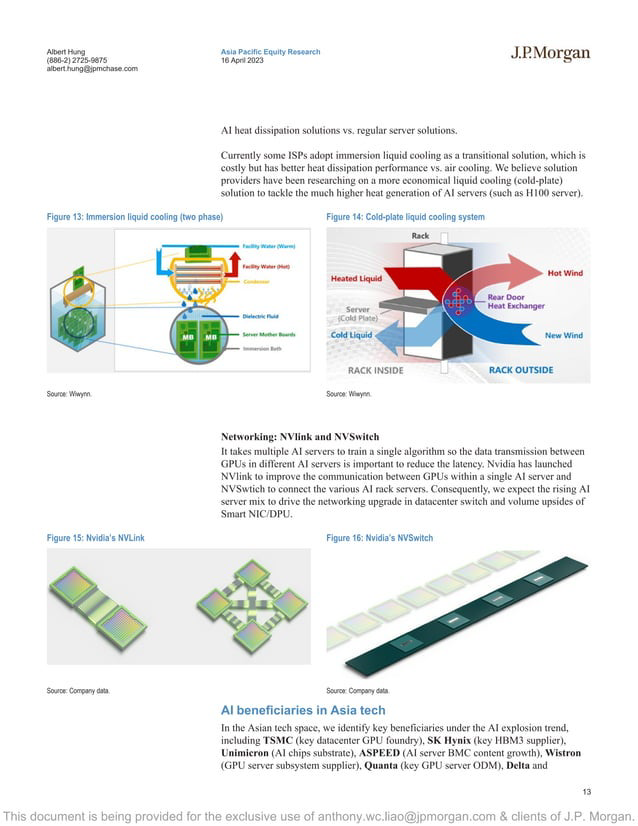 Albert Hung
(886-2) 2725-9875
albert.hung@jpmchase.com
Asia Pacific Equity Research
16 April 2023
J.P.Morgan
AI heat dissipation solutions vs. regular server solutions.
Currently some ISPs adopt immersion liquid cooling as a transitional solution, which is
costly but has better heat dissipation performance vs. air cooling. We believe solution
providers have been researching on a more economical liquid cooling (cold-plate)
solution to tackle the much higher heat generation of AI servers (such as H100 server).
Figure 13: Immersion liquid cooling (two phase)
Facility Water (Warm)
Facility Water (Hot)
Condenser
Dielectric Fluid
MB
MB
Server Mother Boards
Immersion Bath
Source: Wiwynn.
Figure 14: Cold-plate liquid cooling system
Rack
Heated Liquid
Hot Wind
Server
(Cold Plate)
Rear Door
Heat Exchanger
Cold Liquid
New Wind
RACK INSIDE
RACK OUTSIDE
Source: Wiwynn.
Networking: NVlink and NVSwitch
It takes multiple AI servers to train a single algorithm so the data transmission between
GPUs in different AI servers is important to reduce the latency. Nvidia has launched
NVlink to improve the communication between GPUs within a single AI server and
NVSwtich to connect the various AI rack servers. Consequently, we expect the rising AI
server mix to drive the networking upgrade in datacenter switch and volume upsides of
Smart NIC/DPU.
Figure 15: Nvidia's NVLink
Source: Company data.
Figure 16: Nvidia's NVSwitch
Source: Company data.
AI beneficiaries in Asia tech
In the Asian tech space, we identify key beneficiaries under the AI explosion trend,
including TSMC (key datacenter GPU foundry), SK Hynix (key HBM3 supplier),
Unimicron (AI chips substrate), ASPEED (AI server BMC content growth), Wistron
(GPU server subsystem supplier), Quanta (key GPU server ODM), Delta and
13
This document is being provided for the exclusive use of anthony.wc.liao@jpmorgan.com & clients of J.P. Morgan.